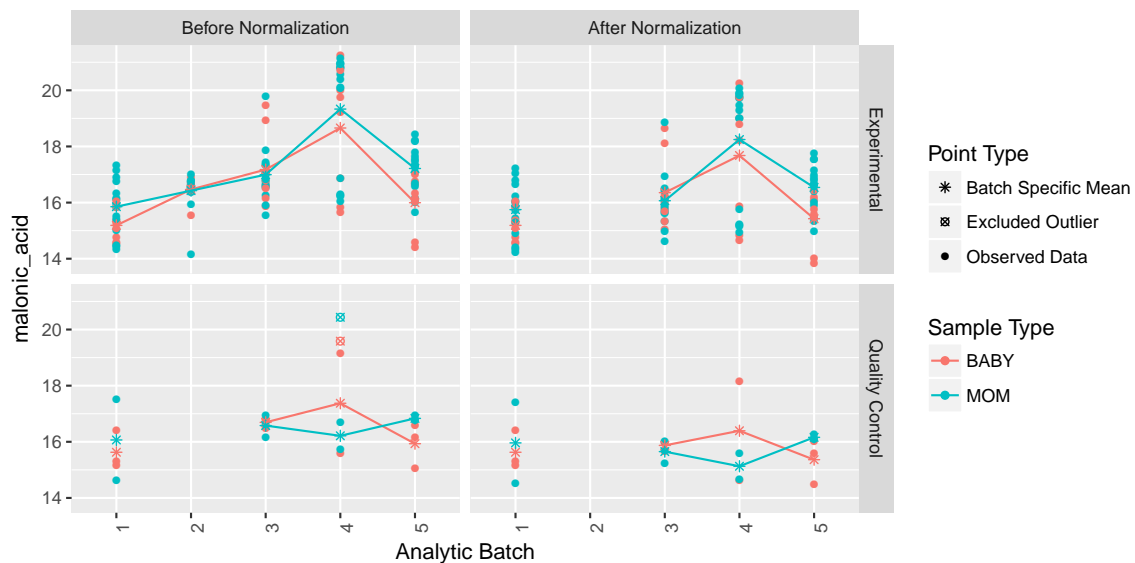 Before Normalization
After Normalization
20
18
16
14
Experimental
20
18
16
14
Quality Control
malonic_acid
1
2
3
4
5
1
2
3
4
5
Analytic Batch
Point Type
Batch Specific Mean
Excluded Outlier
Observed Data
Sample Type
BABY
MOM